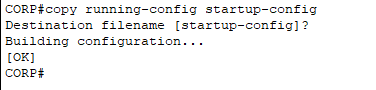 CORP#copy running-config startup-config
Destination filename [startup-config]?
Building configuration...
[OK]
CORP#